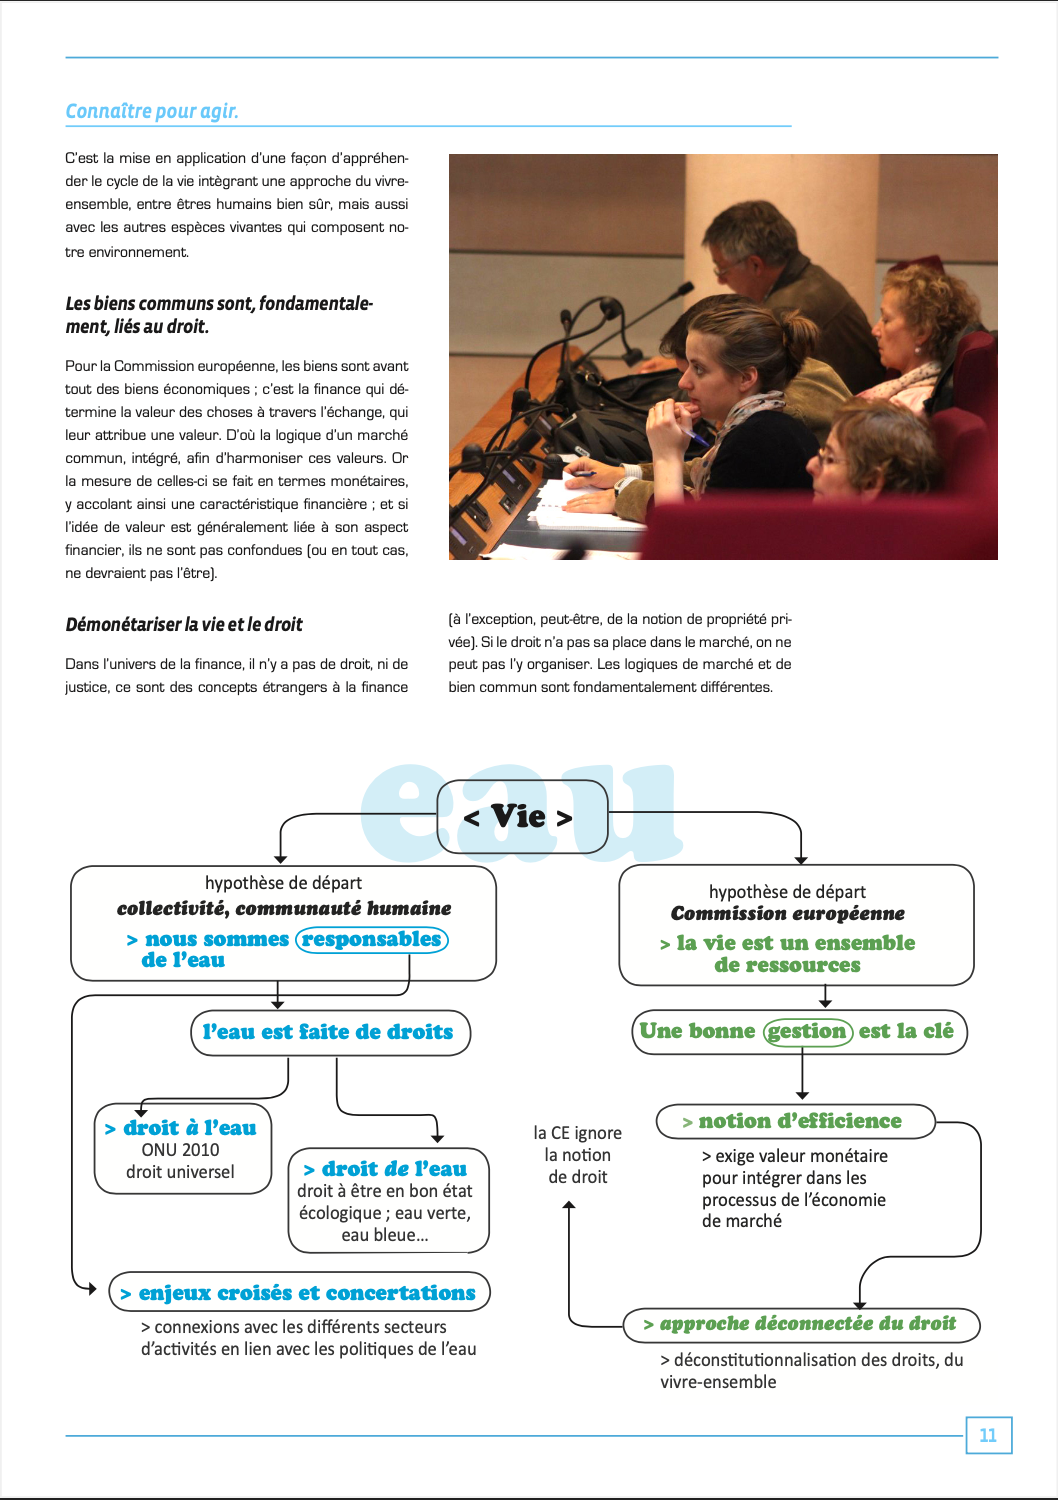 Connaître pour agir.
C'est la mise en application d'une façon d'appréhen-
der le cycle de la vie intègrant une approche du vivre-
ensemble, entre êtres humains bien sûr, mais aussi
avec les autres espèces vivantes qui composent no-
tre environnement.
Les biens communs sont, fondamentale-
ment, liés au droit.
Pour la Commission européenne, les biens sont avant
tout des biens économiques ; c'est la finance qui dé-
termine la valeur des choses à travers l'échange, qui
leur attribue une valeur. D'où la logique d'un marché
commun, intégré, afin d'harmoniser ces valeurs. Or
la mesure de celles-ci se fait en termes monétaires,
y accolant ainsi une caractéristique financière ; et si
l'idée de valeur est généralement liée à son aspect
financier, ils ne sont pas confondues (ou en tout cas,
ne devraient pas l'être).
Démonétariser la vie et le droit
Dans l'univers de la finance, il n'y a pas de droit, ni de
justice, ce sont des concepts étrangers à la finance
(à l'exception, peut-être, de la notion de propriété pri-
vée). Si le droit n'a pas sa place dans le marché, on ne
peut pas l'y organiser. Les logiques de marché et de
bien commun sont fondamentalement différentes.
eau
< Vie >
hypothèse de départ
collectivité, communauté humaine
> nous sommes responsables
de l'eau
l'eau est faite de droits
> droit à l'eau
ONU 2010
droit universel
> droit de l'eau
droit à être en bon état
écologique ; eau verte,
eau bleue...
> enjeux croisés et concertations
> connexions avec les différents secteurs
d'activités en lien avec les politiques de l'eau
hypothèse de départ
Commission européenne
> la vie est un ensemble
de ressources
Une bonne gestion est la clé
> notion d'efficience
> exige valeur monétaire
pour intégrer dans les
processus de l'économie
de marché
la CE ignore
la notion
de droit
> approche déconnectée du droit
> déconstitutionnalisation des droits, du
vivre-ensemble
11